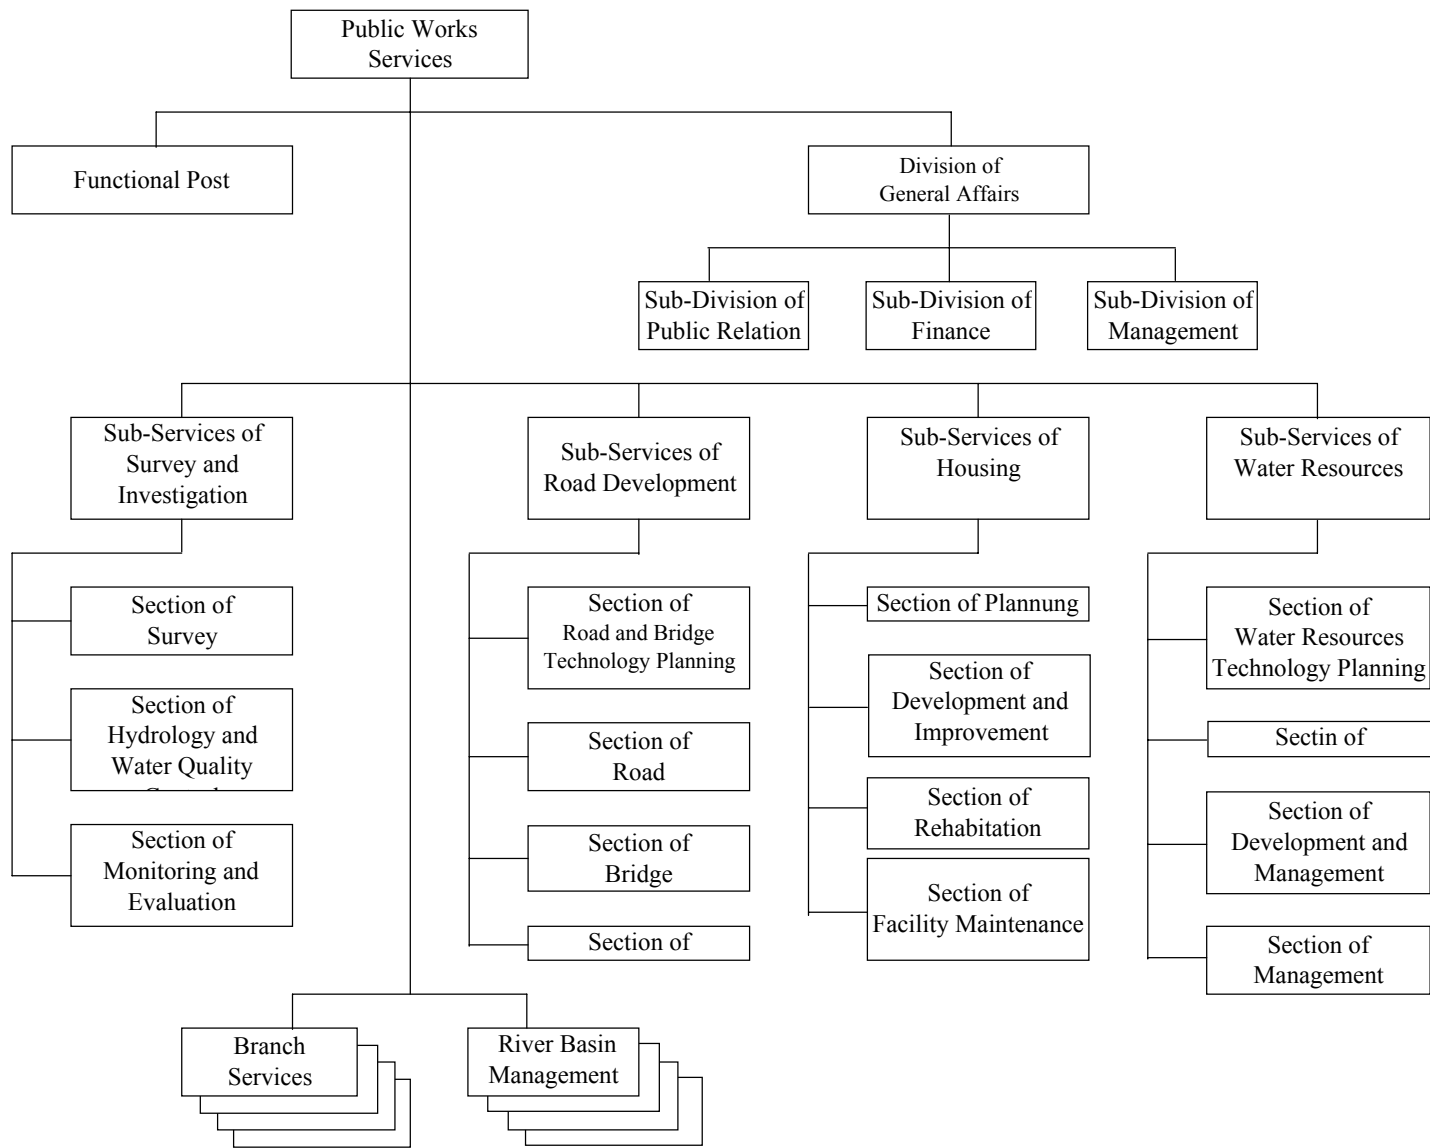 Public Works
Services
Functional Post
Division of
General Affairs
Sub-Division of
Public Relation
Sub-Division of
Finance
Sub-Division of
Management
Sub-Services of
Survey and
Investigation
Sub-Services of
Road Development
Sub-Services of
Housing
Sub-Services of
Water Resources
Section of
Survey
Section of
Hydrology and
Water Quality
Section of
Monitoring and
Evaluation
Section of
Road and Bridge
Technology Planning
Section of
Road
Section of
Bridge
Section of
Section of Plannung
Section of
Development and
Improvement
Section of
Rehabitation
Section of
Facility Maintenance
Section of
Water Resources
Technology Planning
Sectin of
Section of
Development and
Management
Section of
Management
Branch
Services
River Basin
Management